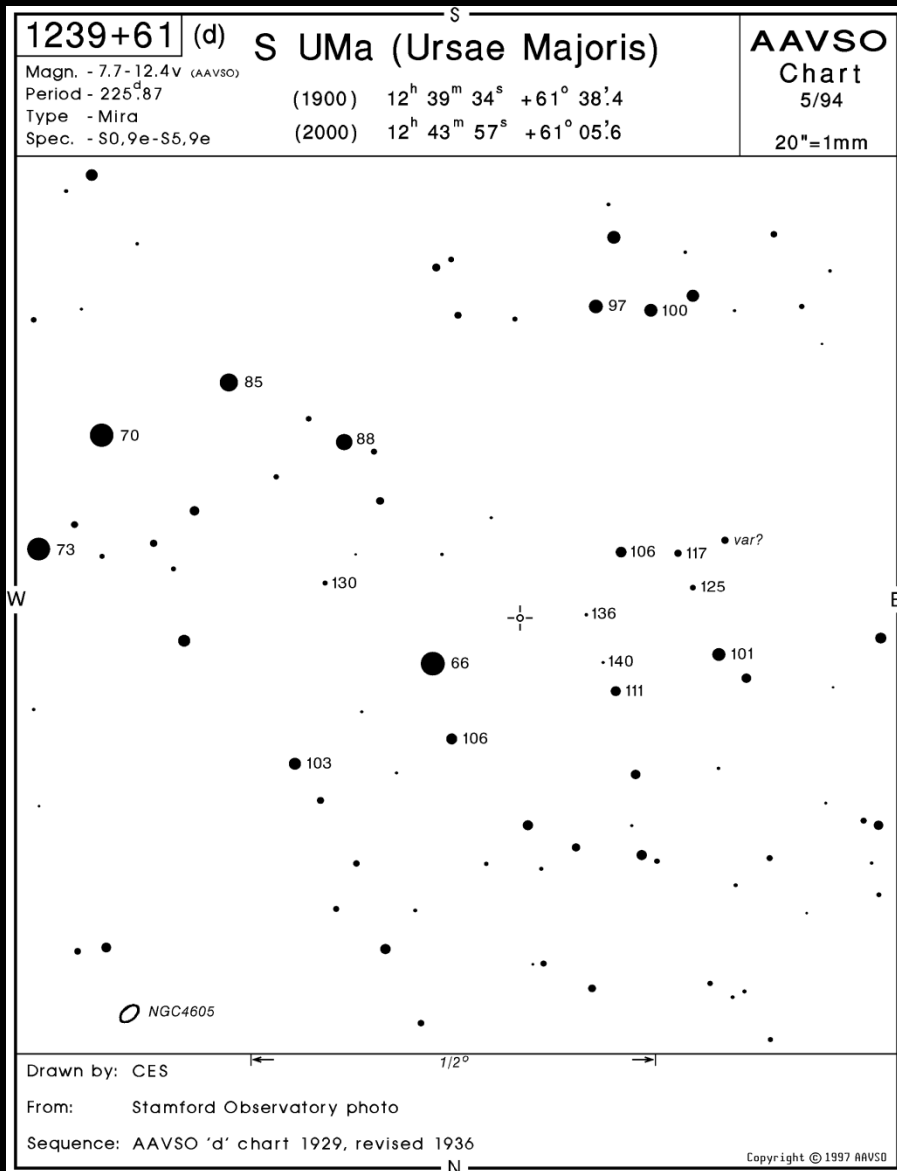 S
1239+61 (d) S UMa (Ursae Majoris)
Magn. - 7.7-12.4v (AAVSO)
Period - 225ᵈ.87
Type - Mira
Spec. - S0,9e-S5,9e
(1900) 12ʰ 39ᵐ 34ˢ +61° 38'.4
(2000) 12ʰ 43ᵐ 57ˢ +61° 05'.6
AAVSO
Chart
5/94
20"=1mm
97
100
85
70
88
73
106
117
var?
130
125
W
E
136
66
140
101
111
106
103
NGC4605
1/2°
Drawn by: CES
From: Stamford Observatory photo
Sequence: AAVSO 'd' chart 1929, revised 1936
Copyright © 1997 AAVSO
N